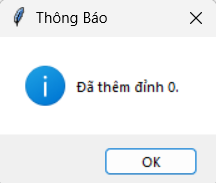 Thông Báo
Đã thêm đỉnh 0.
OK